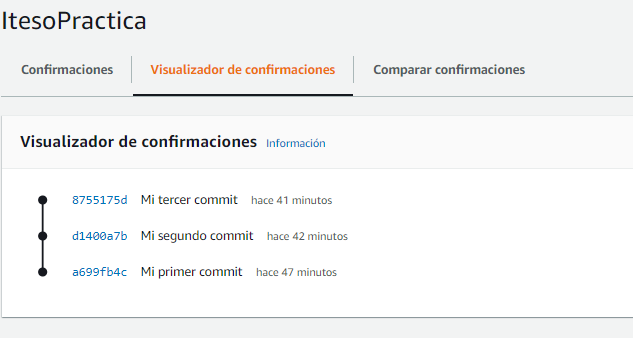 ItesoPractica
Confirmaciones Visualizador de confirmaciones Comparar confirmaciones
Visualizador de confirmaciones Información
8755175d Mi tercer commit hace 41 minutos
d1400a7b Mi segundo commit hace 42 minutos
a699fb4c Mi primer commit hace 47 minutos